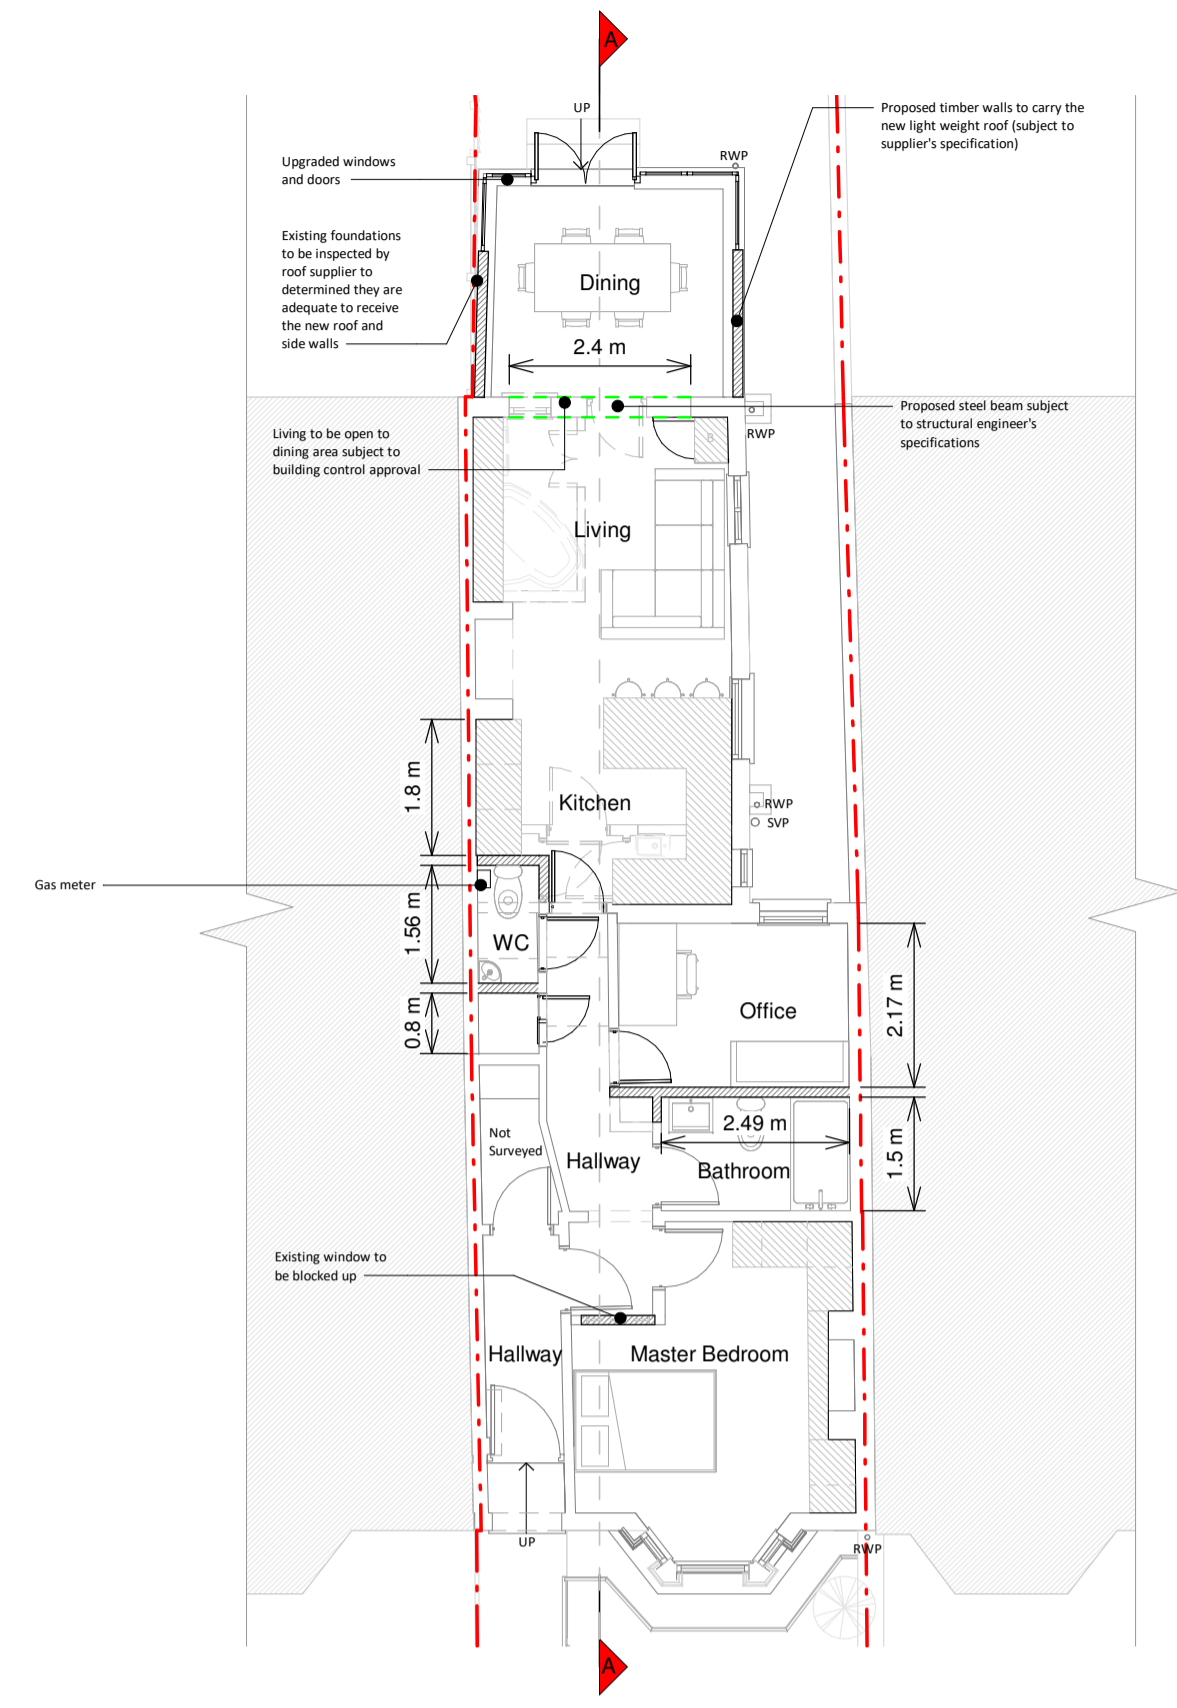 A
UP
Proposed timber walls to carry the
new light weight roof (subject to
supplier's specification)
RWP
Upgraded windows
and doors
Existing foundations
to be inspected by
roof supplier to
determined they are
adequate to receive
the new roof and
side walls
Dining
2.4 m
Proposed steel beam subject
to structural engineer's
specifications
RWP
Living to be open to
dining area subject to
building control approval
B
Living
1.8 m
Kitchen
RWP
SVP
Gas meter
1.56 m
WC
0.8 m
Office
2.17 m
Not
Surveyed
2.49 m
Hallway
Bathroom
1.5 m
Existing window to
be blocked up
Hallway
Master Bedroom
UP
RWP
A